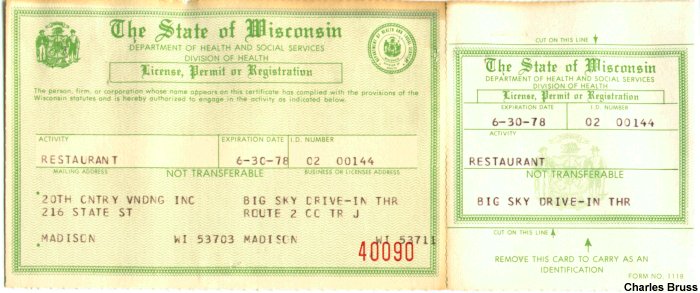 The State of Wisconsin
DEPARTMENT OF HEALTH AND SOCIAL SERVICES
DIVISION OF HEALTH
License, Permit or Registration
The person, firm, or corporation whose name appears on this certificate has complied with the provisions of the
Wisconsin statutes and is hereby authorized to engage in the activity as indicated below.
ACTIVITY EXPIRATION DATE I.D. NUMBER
RESTAURANT 6-30-78 02 00144
MAILING ADDRESS NOT TRANSFERABLE BUSINESS OR LICENSEE ADDRESS
20TH CNTRY VNDNG INC BIG SKY DRIVE-IN THR
216 STATE ST ROUTE 2 CC TR J
MADISON WI 53703 MADISON WI 53711
40090
CUT ON THIS LINE
The State of Wisconsin
DEPARTMENT OF HEALTH AND SOCIAL SERVICES
DIVISION OF HEALTH
License, Permit or Registration
EXPIRATION DATE I.D. NUMBER
6-30-78 02 00144
ACTIVITY
RESTAURANT
NOT TRANSFERABLE
BIG SKY DRIVE-IN THR
CUT ON THIS LINE
REMOVE THIS CARD TO CARRY AS AN
IDENTIFICATION
FORM NO. 1119
Charles Bruss